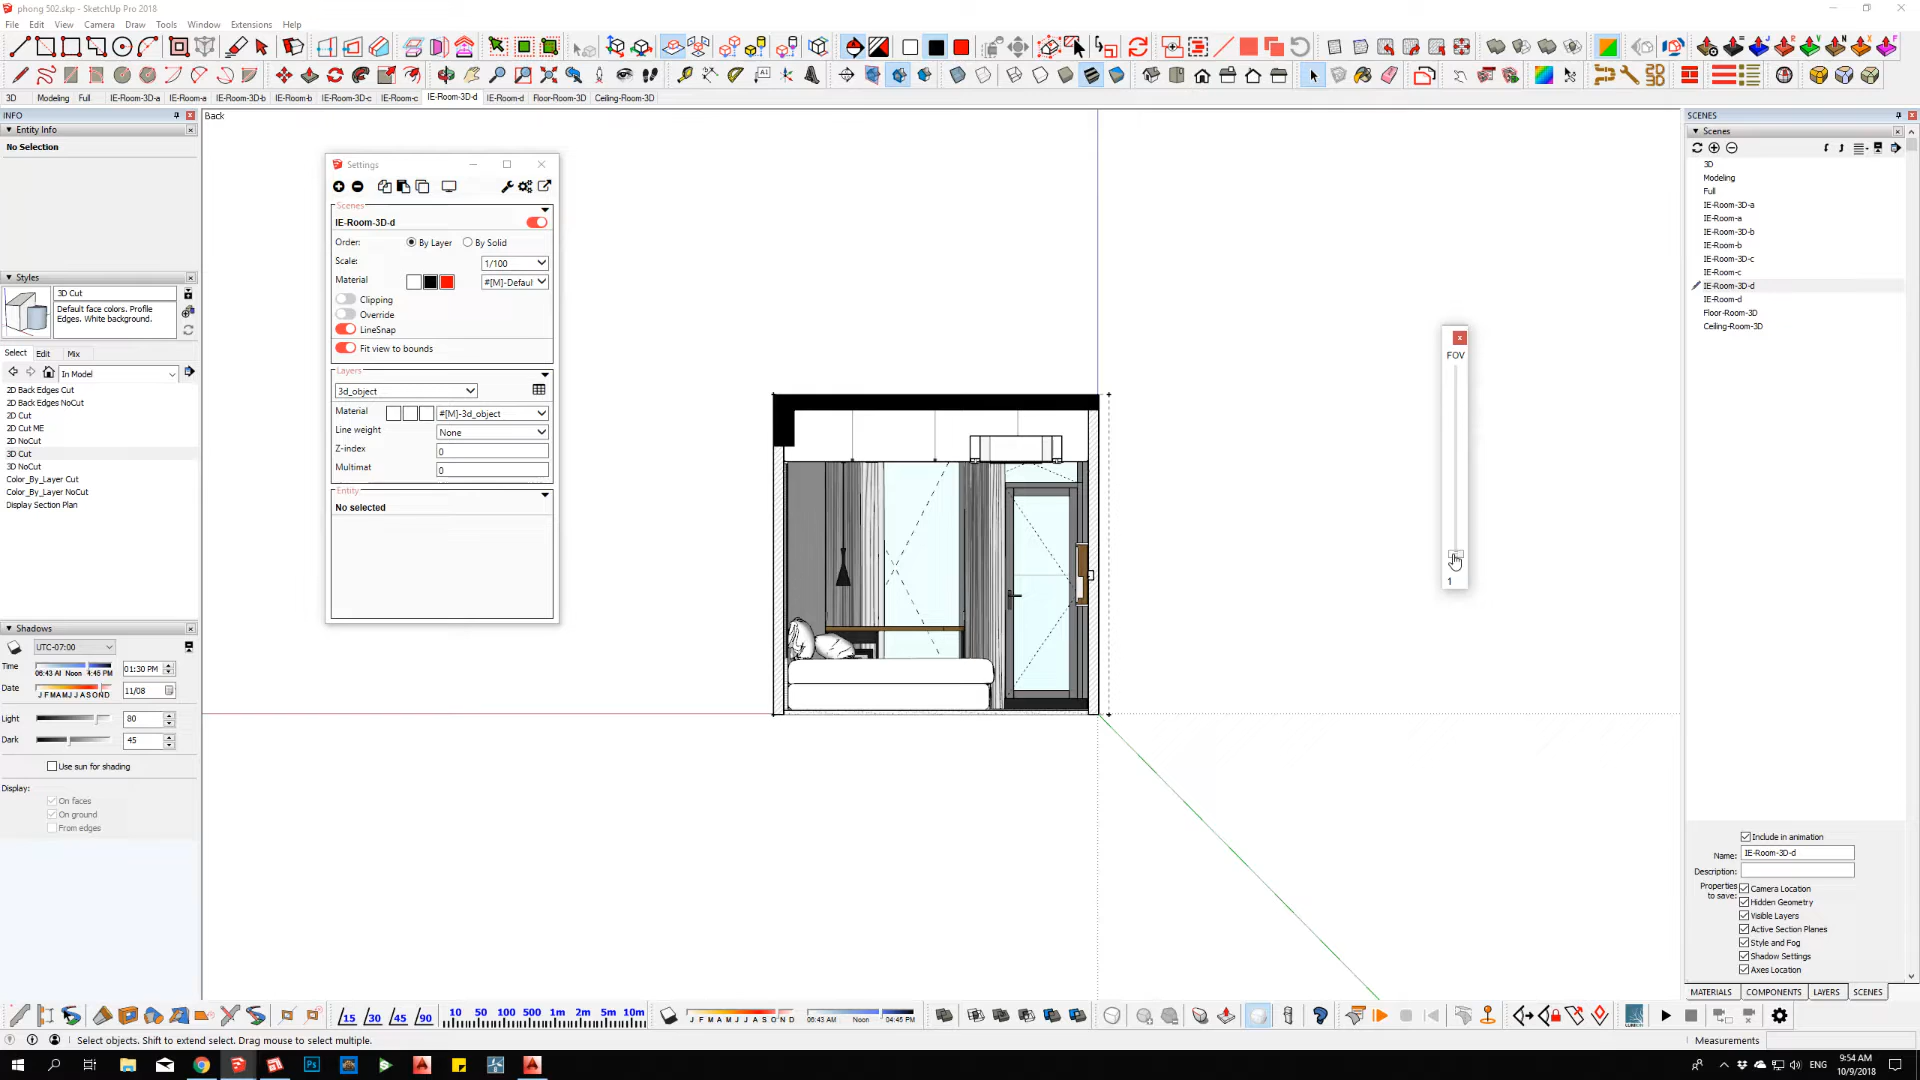 phong 502.skp - SketchUp Pro 2018
File Edit View Camera Draw Tools Window Extensions Help
3D Modeling Full IE-Room-3D-a IE-Room-a IE-Room-3D-b IE-Room-b IE-Room-3D-c IE-Room-c IE-Room-3D-d IE-Room-d Floor-Room-3D Ceiling-Room-3D
INFO
Entity Info
No Selection
Styles
3D Cut
Default face colors. Profile
Edges. White background.
Select Edit Mix
In Model
2D Back Edges Cut
2D Back Edges NoCut
2D Cut
2D Cut ME
2D NoCut
3D Cut
3D NoCut
Color_By_Layer Cut
Color_By_Layer NoCut
Display Section Plan
Shadows
UTC-07:00
Time 01:30 PM
06:43 AI Noon 4:45 PM
Date 11/08
J F M A M J J A S O N D
Light 80
Dark 45
Use sun for shading
Display:
On faces
On ground
From edges
Back
Settings
Scenes
IE-Room-3D-d
Order: By Layer By Solid
Scale: 1/100
Material #[M]-Defaul
Clipping
Override
LineSnap
Fit view to bounds
Layers
3d_object
Material #[M]-3d_object
Line weight None
Z-index 0
Multimat 0
Entity
No selected
x
FOV
1
SCENES
Scenes
3D
Modeling
Full
IE-Room-3D-a
IE-Room-a
IE-Room-3D-b
IE-Room-b
IE-Room-3D-c
IE-Room-c
IE-Room-3D-d
IE-Room-d
Floor-Room-3D
Ceiling-Room-3D
Include in animation
Name: IE-Room-3D-d
Description:
Properties to save:
Camera Location
Hidden Geometry
Visible Layers
Active Section Planes
Style and Fog
Shadow Settings
Axes Location
MATERIALS COMPONENTS LAYERS SCENES
15 30 45 90 10 50 100 500 1m 2m 5m 10m
J F M A M J J A S O N D 06:43 AM Noon 04:45 PM
Select objects. Shift to extend select. Drag mouse to select multiple.
Measurements
ENG
9:54 AM
10/9/2018